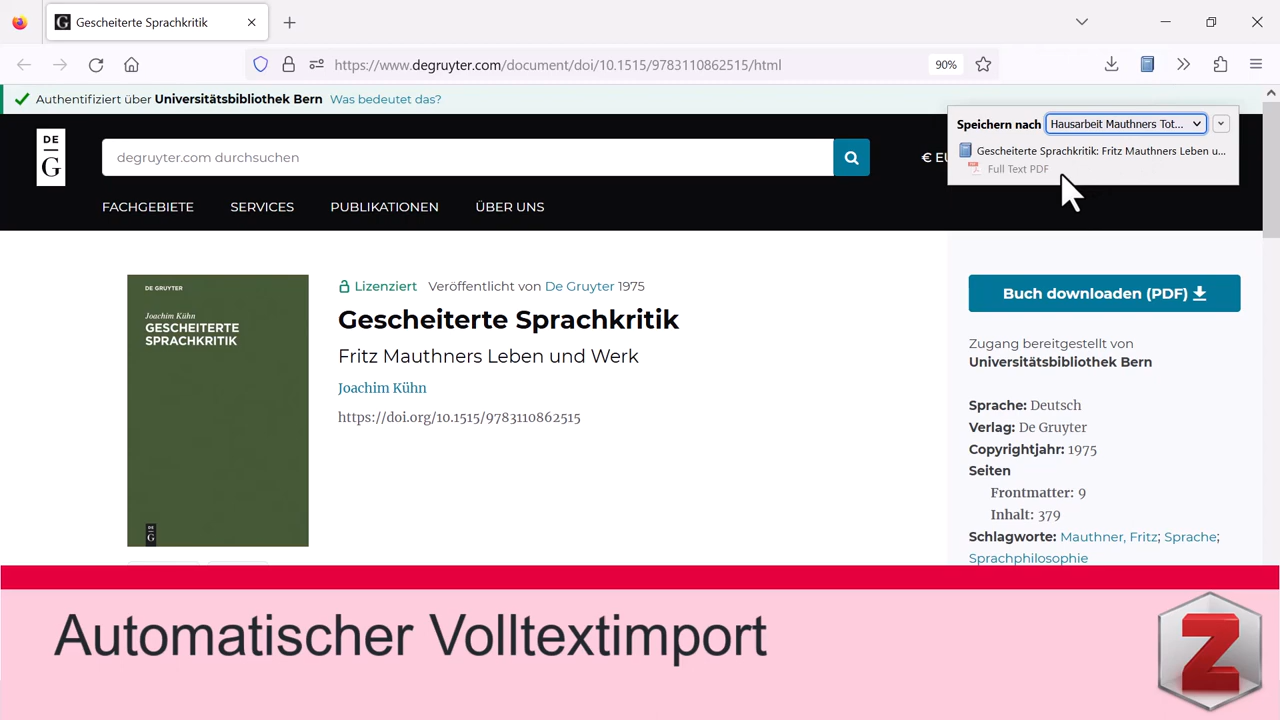 G Gescheiterte Sprachkritik
https://www.degruyter.com/document/doi/10.1515/9783110862515/html
90%
Authentifiziert über Universitätsbibliothek Bern Was bedeutet das?
Speichern nach Hausarbeit Mauthners Tot...
Gescheiterte Sprachkritik: Fritz Mauthners Leben u...
Full Text PDF
DE
G
degruyter.com durchsuchen
€ EU
FACHGEBIETE SERVICES PUBLIKATIONEN ÜBER UNS
DE GRUYTER
Joachim Kühn
GESCHEITERTE
SPRACHKRITIK
DE
G
Lizenziert Veröffentlicht von De Gruyter 1975
Gescheiterte Sprachkritik
Fritz Mauthners Leben und Werk
Joachim Kühn
https://doi.org/10.1515/9783110862515
Buch downloaden (PDF)
Zugang bereitgestellt von
Universitätsbibliothek Bern
Sprache: Deutsch
Verlag: De Gruyter
Copyrightjahr: 1975
Seiten
Frontmatter: 9
Inhalt: 379
Schlagworte: Mauthner, Fritz; Sprache;
Sprachphilosophie
Automatischer Volltextimport
Z